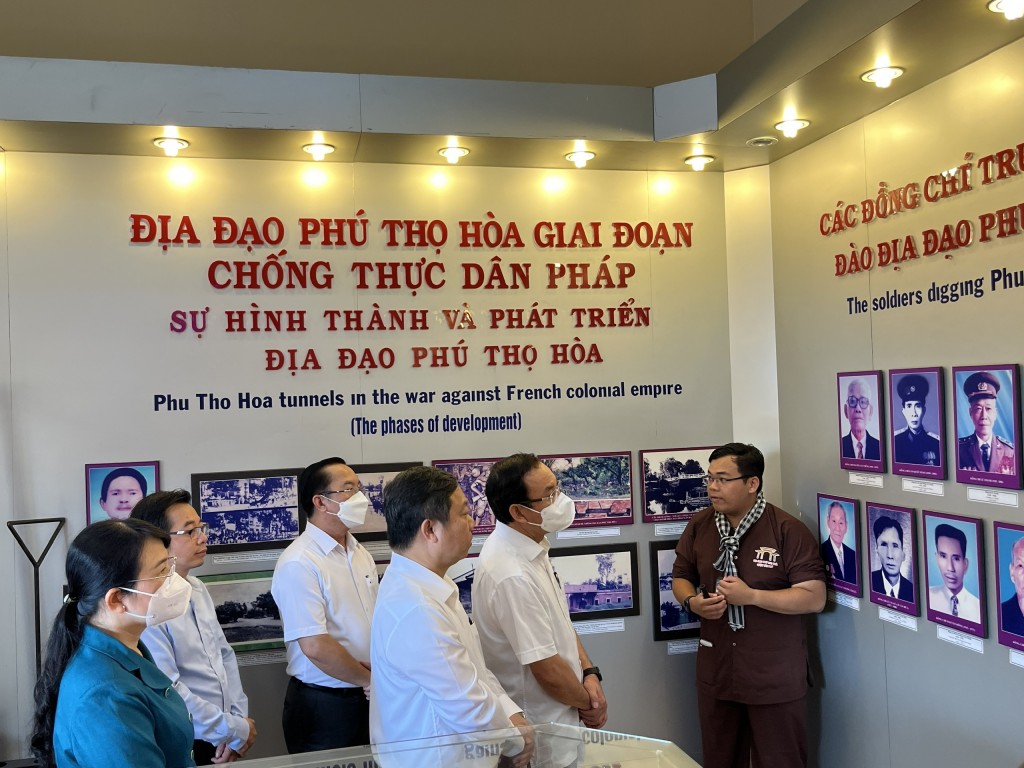 ĐỊA ĐẠO PHÚ THỌ HÒA GIAI ĐOẠN
CHỐNG THỰC DÂN PHÁP
SỰ HÌNH THÀNH VÀ PHÁT TRIỂN
ĐỊA ĐẠO PHÚ THỌ HÒA
Phu Tho Hoa tunnels in the war against French colonial empire
(The phases of development)
CÁC ĐỒNG CHÍ TRU
ĐÀO ĐỊA ĐẠO PHÚ
The soldiers digging Phu